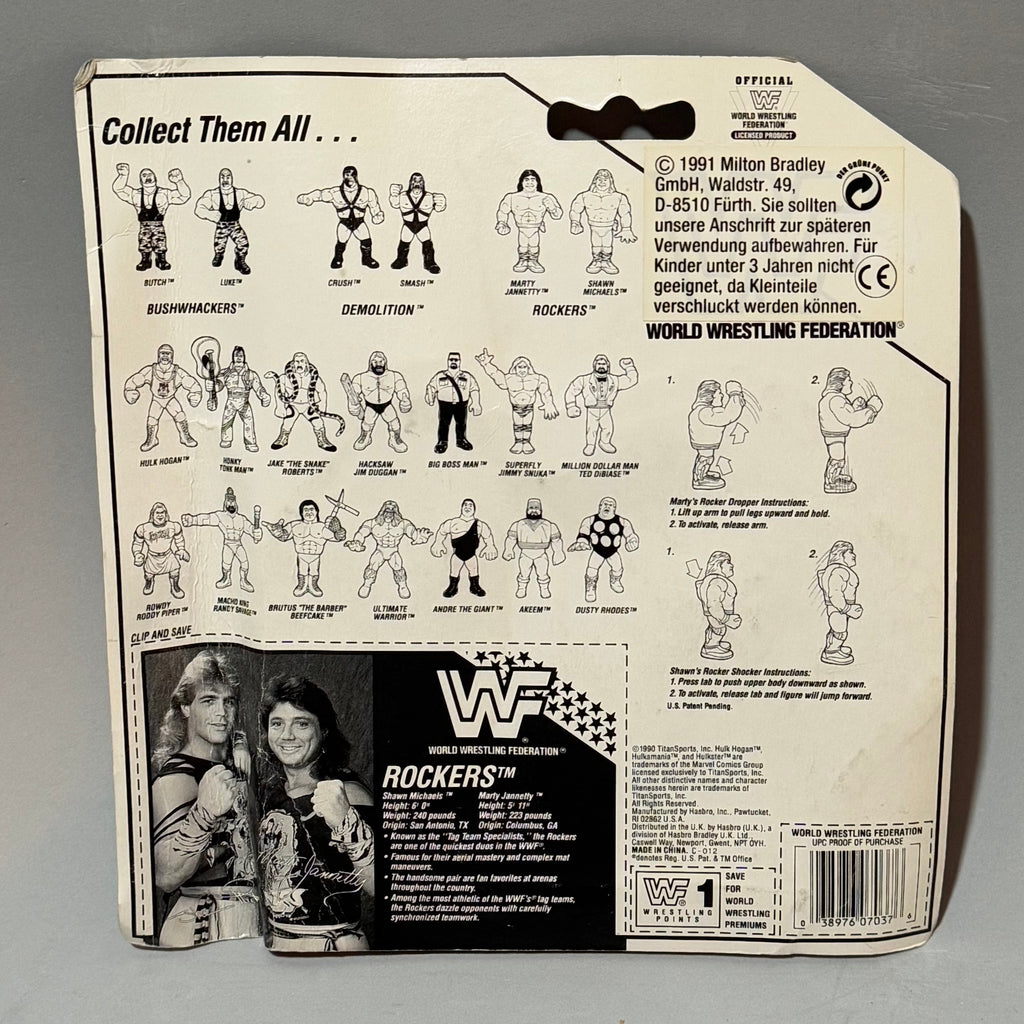 Collect Them All . . .
OFFICIAL
WF
WORLD WRESTLING
FEDERATION™
LICENSED PRODUCT
© 1991 Milton Bradley
GmbH, Waldstr. 49,
D-8510 Fürth. Sie sollten
unsere Anschrift zur späteren
Verwendung aufbewahren. Für
Kinder unter 3 Jahren nicht
geeignet, da Kleinteile
verschluckt werden können.
DER GRÜNE PUNKT
CE
WORLD WRESTLING FEDERATION®
BUTCH™ LUKE™
BUSHWHACKERS™
CRUSH™ SMASH™
DEMOLITION™
MARTY JANNETTY™ SHAWN MICHAELS™
ROCKERS™
HULK HOGAN™
HONKY TONK MAN™
JAKE "THE SNAKE" ROBERTS™
HACKSAW JIM DUGGAN™
BIG BOSS MAN™
SUPERFLY JIMMY SNUKA™
MILLION DOLLAR MAN TED DIBIASE™
ROWDY RODDY PIPER™
MACHO KING RANDY SAVAGE™
BRUTUS "THE BARBER" BEEFCAKE™
ULTIMATE WARRIOR™
ANDRE THE GIANT™
AKEEM™
DUSTY RHODES™
1. 2.
Marty's Rocker Dropper Instructions:
1. Lift up arm to pull legs upward and hold.
2. To activate, release arm.
1. 2.
Shawn's Rocker Shocker Instructions:
1. Press tab to push upper body downward as shown.
2. To activate, release tab and figure will jump forward.
U.S. Patent Pending.
CLIP AND SAVE
WF®
WORLD WRESTLING FEDERATION®
ROCKERS™
Shawn Michaels™ Marty Jannetty™
Height: 6' 0" Height: 5' 11"
Weight: 240 pounds Weight: 223 pounds
Origin: San Antonio, TX Origin: Columbus, GA
• Known as the "Tag Team Specialists," the Rockers
are one of the quickest duos in the WWF®.
• Famous for their aerial mastery and complex mat
maneuvers.
• The handsome pair are fan favorites at arenas
throughout the country.
• Among the most athletic of the WWF's® tag teams,
the Rockers dazzle opponents with carefully
synchronized teamwork.
Jannetty
©1990 TitanSports, Inc. Hulk Hogan™,
Hulkamania™, and Hulkster™ are
trademarks of the Marvel Comics Group
licensed exclusively to TitanSports, Inc.
All other distinctive names and character
likenesses herein are trademarks of
TitanSports, Inc.
All Rights Reserved.
Manufactured by Hasbro, Inc., Pawtucket,
RI 02862 U.S.A.
Distributed in the U.K. by Hasbro (U.K.), a
division of Hasbro Bradley U.K. Ltd.,
Caswell Way, Newport, Gwent, NPT OYH.
MADE IN CHINA. C-012
®denotes Reg. U.S. Pat. & TM Office
WF® 1
WRESTLING
POINTS
SAVE
FOR
WORLD
WRESTLING
PREMIUMS
WORLD WRESTLING FEDERATION
UPC PROOF OF PURCHASE
0 38976 07037 6